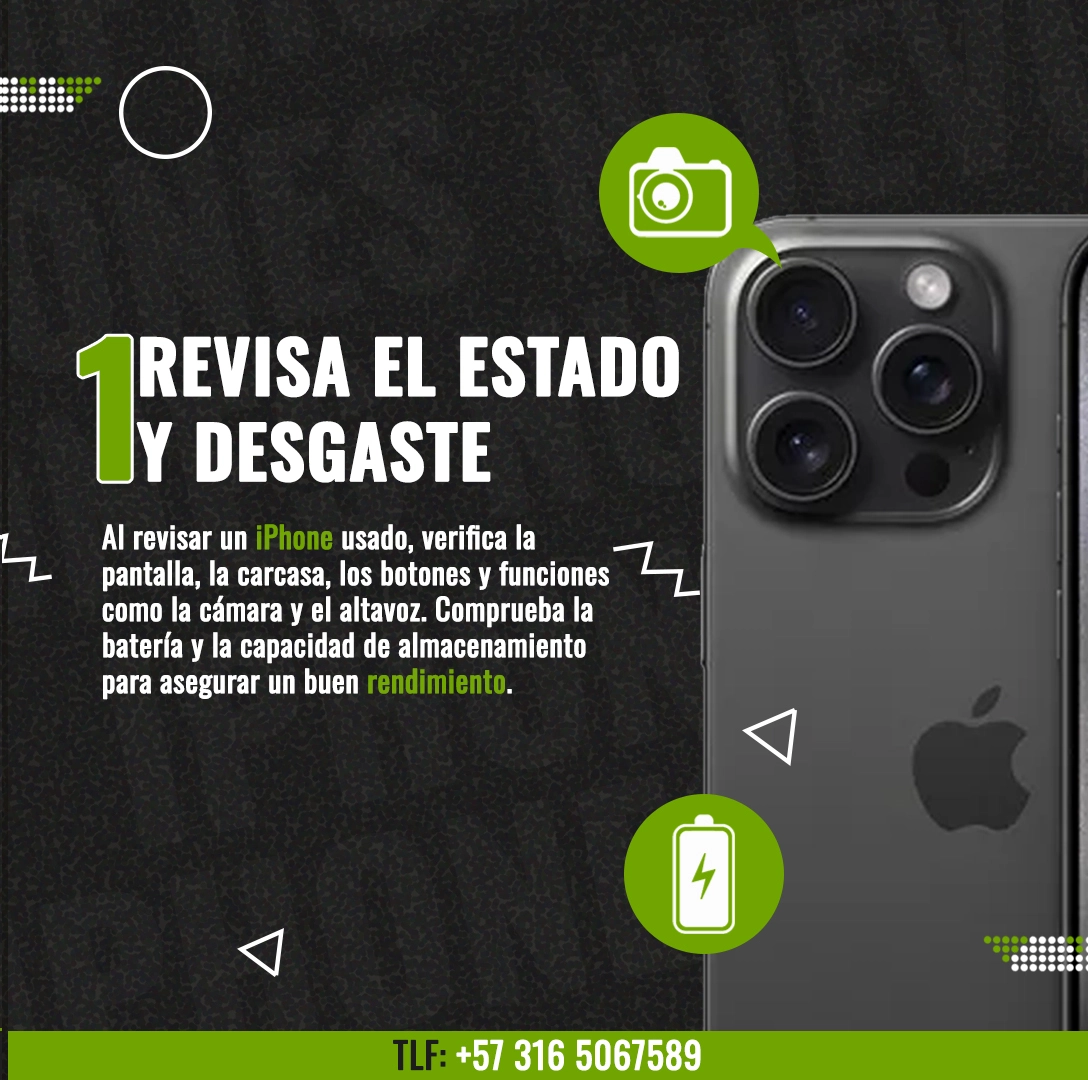 1
REVISA EL ESTADO
Y DESGASTE
Al revisar un iPhone usado, verifica la
pantalla, la carcasa, los botones y funciones
como la cámara y el altavoz. Comprueba la
batería y la capacidad de almacenamiento
para asegurar un buen rendimiento.
TLF: +57 316 5067589